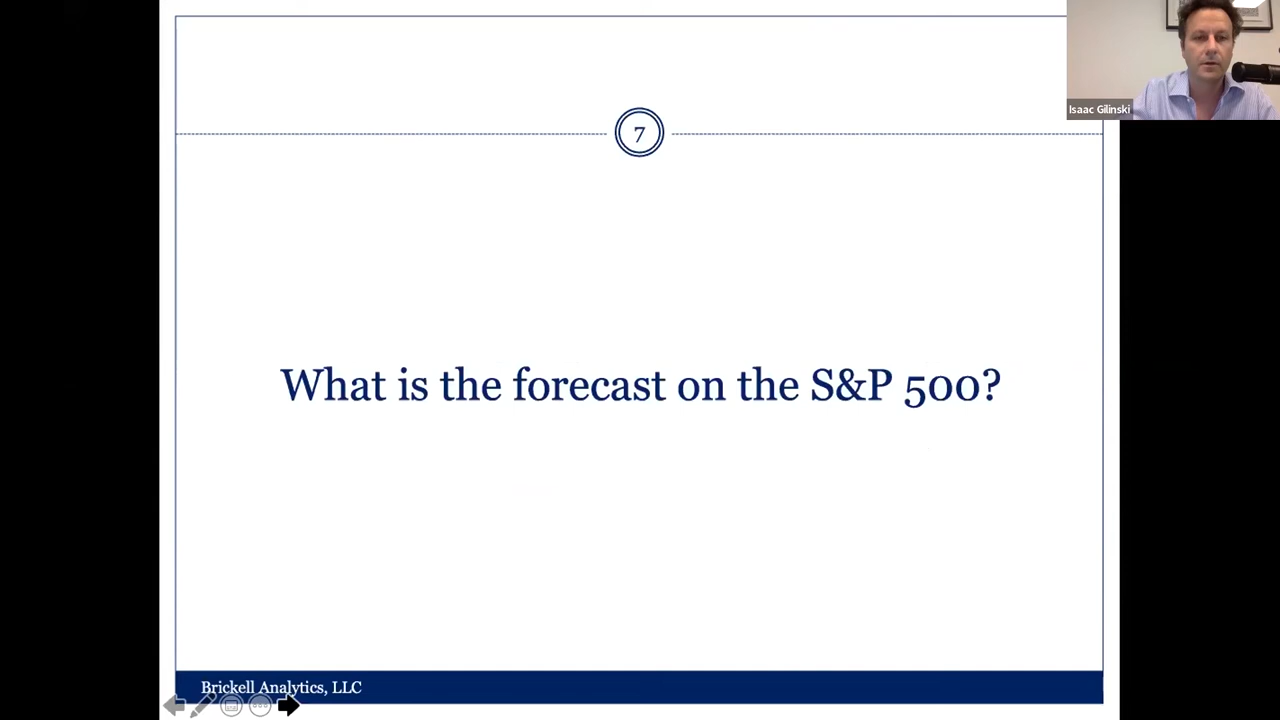 Isaac Gilinski
7
What is the forecast on the S&P 500?
Brickell Analytics, LLC